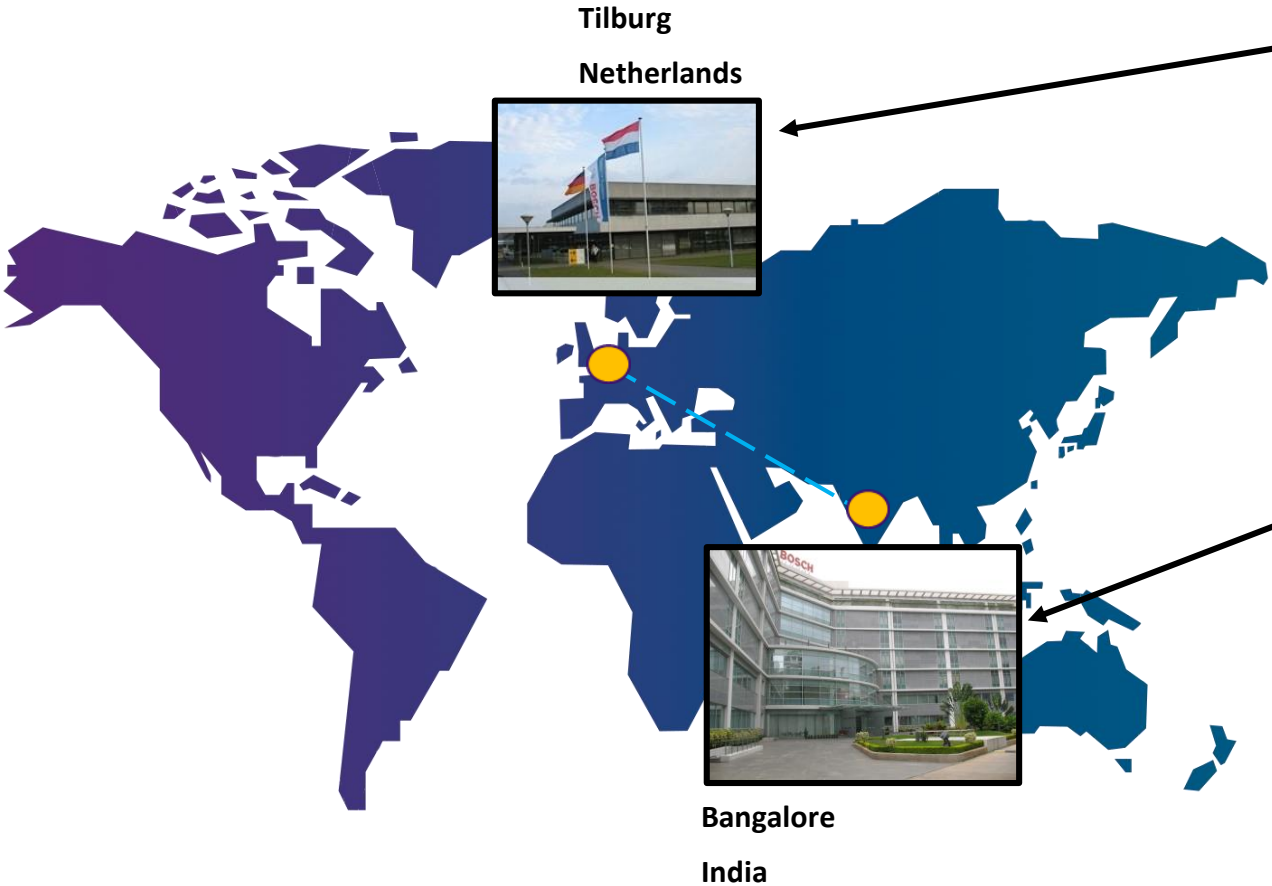 Tilburg
Netherlands
BOSCH
BOSCH
Bangalore
India